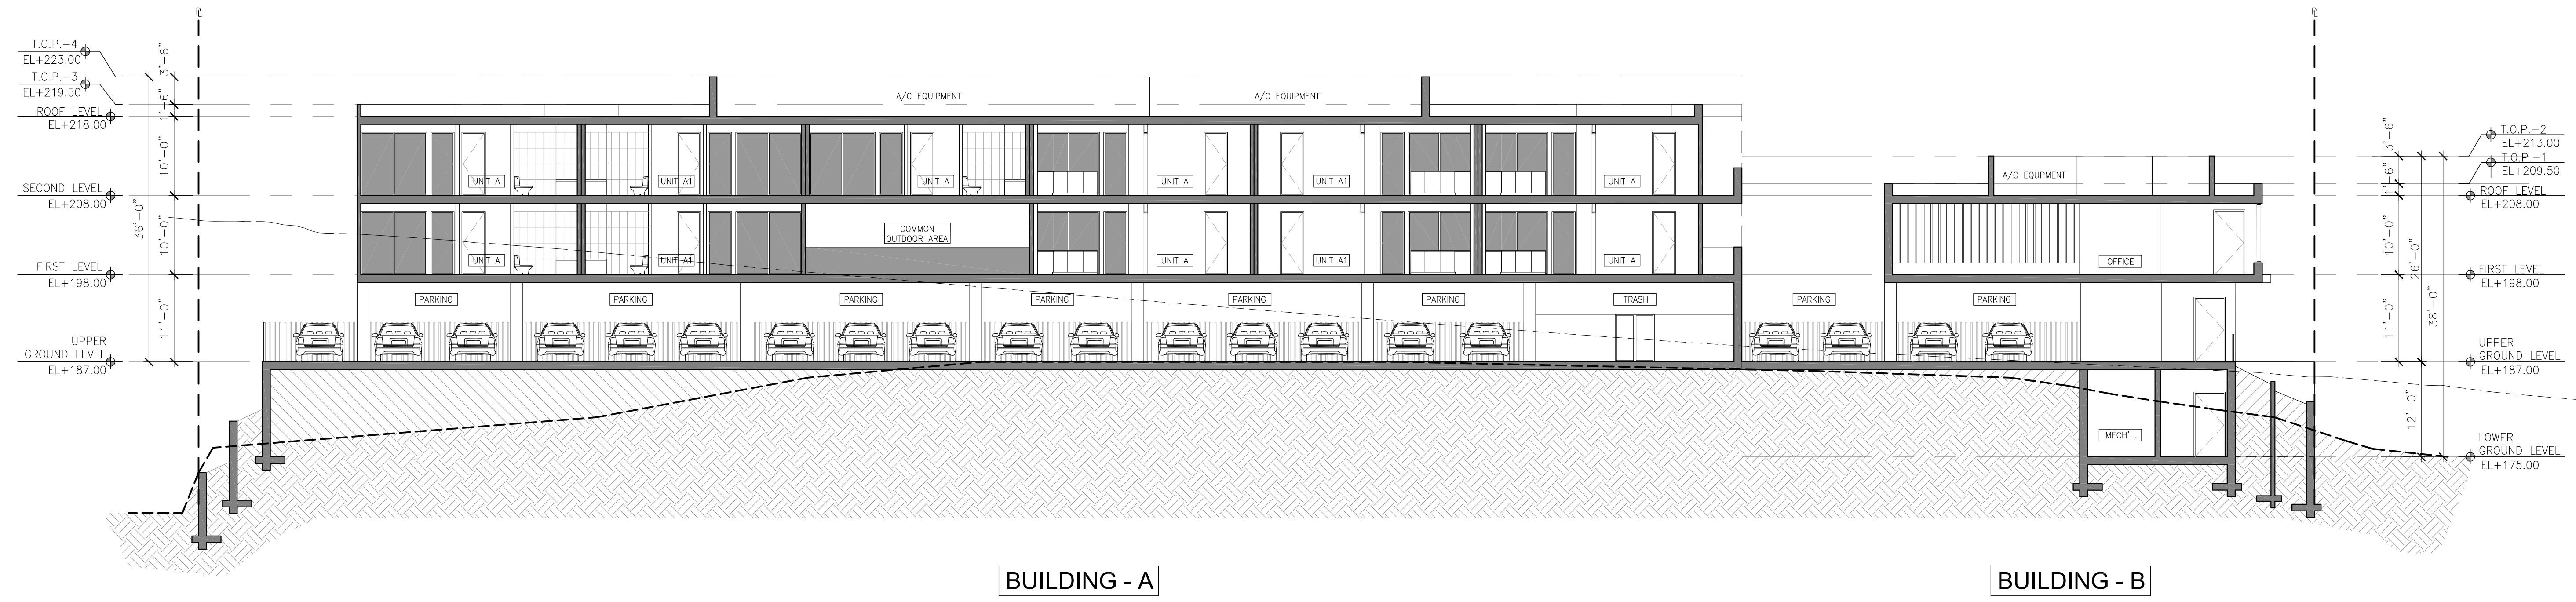 PL
PL
T.O.P.-4
EL+223.00
T.O.P.-3
EL+219.50
ROOF LEVEL
EL+218.00
SECOND LEVEL
EL+208.00
FIRST LEVEL
EL+198.00
UPPER
GROUND LEVEL
EL+187.00
3'-6"
1'-6"
10'-0"
10'-0"
11'-0"
36'-0"
A/C EQUIPMENT
A/C EQUIPMENT
UNIT A
UNIT A1
UNIT A
UNIT A
UNIT A1
UNIT A
UNIT A
UNIT A1
COMMON
OUTDOOR AREA
UNIT A
UNIT A1
UNIT A
PARKING
PARKING
PARKING
PARKING
PARKING
PARKING
TRASH
PARKING
PARKING
A/C EQUPMENT
OFFICE
MECH'L.
3'-6"
1'-6"
10'-0"
11'-0"
26'-0"
12'-0"
38'-0"
T.O.P.-2
EL+213.00
T.O.P.-1
EL+209.50
ROOF LEVEL
EL+208.00
FIRST LEVEL
EL+198.00
UPPER
GROUND LEVEL
EL+187.00
LOWER
GROUND LEVEL
EL+175.00
BUILDING - A
BUILDING - B